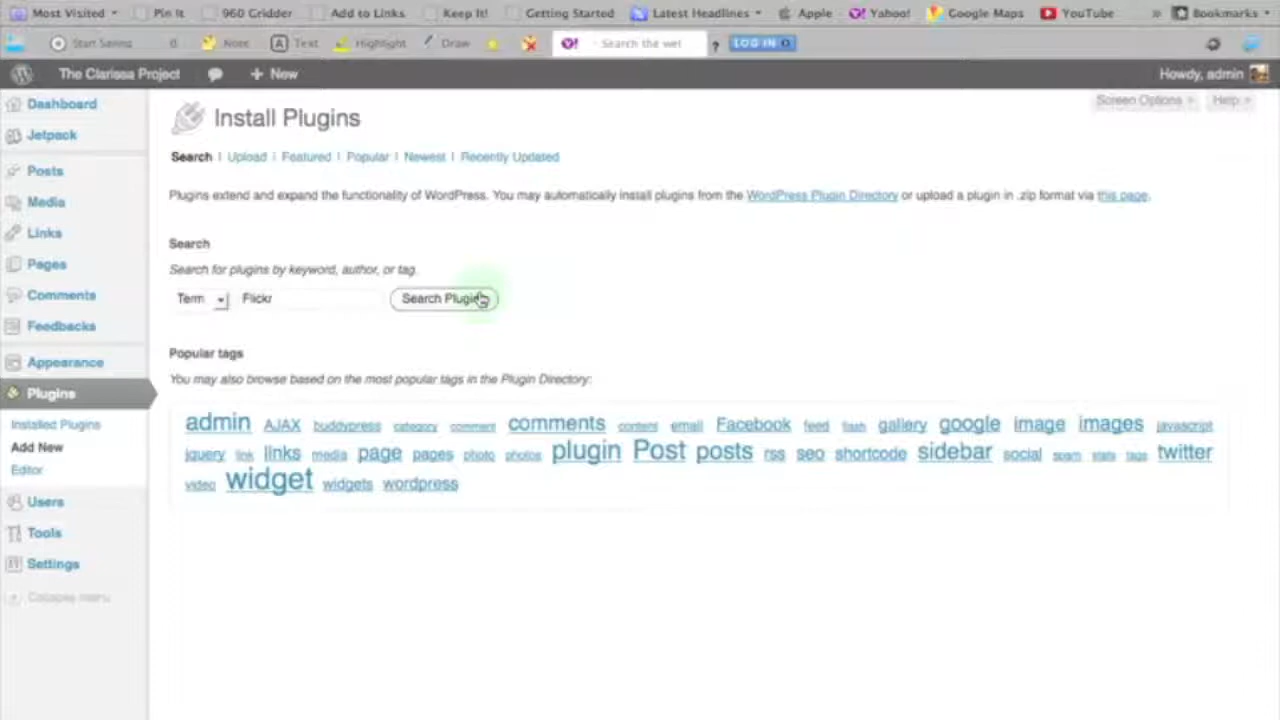 Most Visited Pin It 960 Gridder Add to Links Keep It! Getting Started Latest Headlines Apple Yahoo! Google Maps YouTube » Bookmarks
Note A Text Highlight Draw Y! Search the wel ? LOG IN
The Clarissa Project + New Howdy, admin
Screen Options Help
Dashboard
Jetpack
Posts
Media
Links
Pages
Comments
Feedbacks
Appearance
Plugins
Installed Plugins
Add New
Editor
Users
Tools
Settings
Collapse menu
Install Plugins
Search | Upload | Featured | Popular | Newest | Recently Updated
Plugins extend and expand the functionality of WordPress. You may automatically install plugins from the WordPress Plugin Directory or upload a plugin in .zip format via this page.
Search
Search for plugins by keyword, author, or tag.
Term Flickr Search Plugins
Popular tags
You may also browse based on the most popular tags in the Plugin Directory:
admin AJAX buddypress category comment comments content email Facebook feed flash gallery google image images javascript
jquery link links media page pages photo photos plugin Post posts rss seo shortcode sidebar social spam stats tags twitter
video widget widgets wordpress